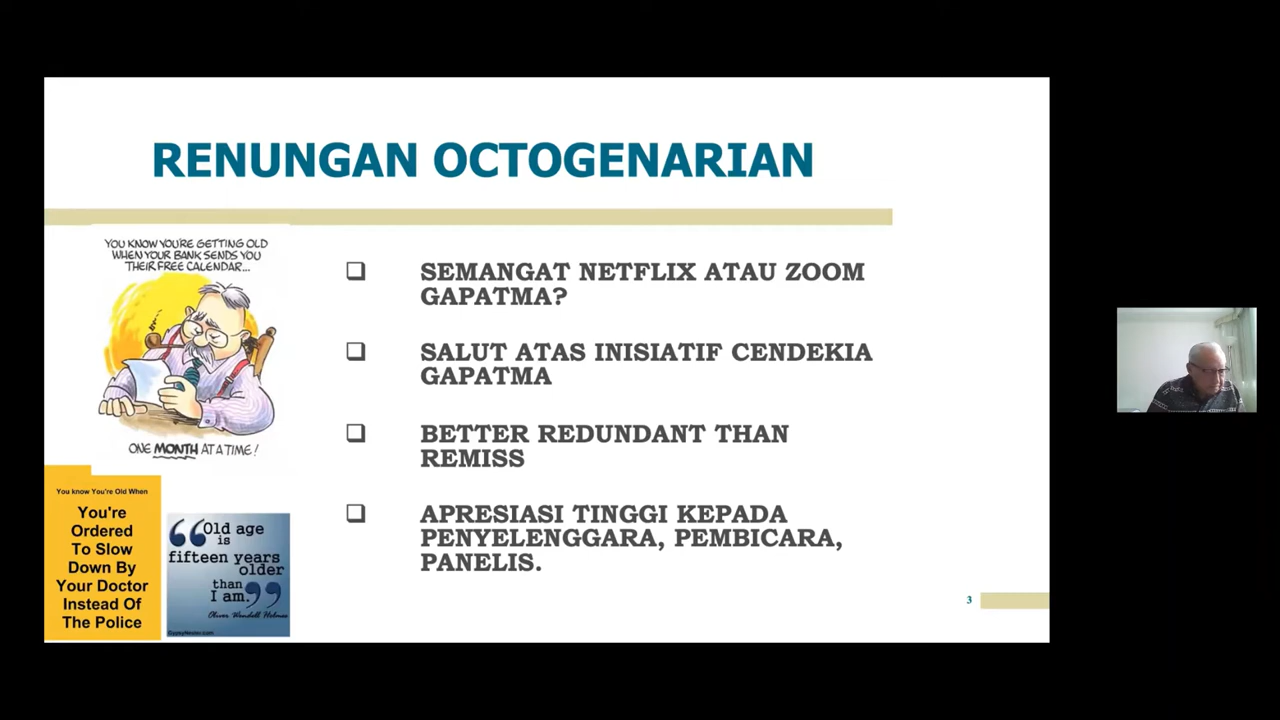 RENUNGAN OCTOGENARIAN
YOU KNOW YOU'RE GETTING OLD
WHEN YOUR BANK SENDS YOU
THEIR FREE CALENDAR...
ONE MONTH AT A TIME!
You know You're Old When
You're
Ordered
To Slow
Down By
Your Doctor
Instead Of
The Police
“Old age
is
fifteen years
older
than
I am.”
Oliver Wendell Holmes
GypsyNester.com
SEMANGAT NETFLIX ATAU ZOOM
GAPATMA?
SALUT ATAS INISIATIF CENDEKIA
GAPATMA
BETTER REDUNDANT THAN
REMISS
APRESIASI TINGGI KEPADA
PENYELENGGARA, PEMBICARA,
PANELIS.
3